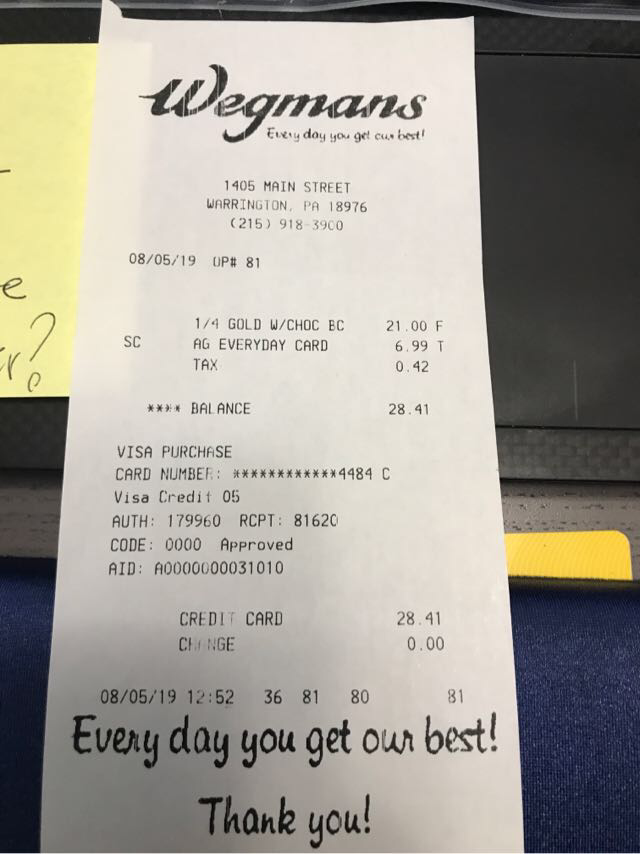 Wegmans
Every day you get our best!
1405 MAIN STREET
WARRINGTON, PA 18976
(215) 918-3900
08/05/19 OP# 81
1/4 GOLD W/CHOC BC 21.00 F
SC AG EVERYDAY CARD 6.99 T
TAX 0.42
**** BALANCE 28.41
VISA PURCHASE
CARD NUMBER: ************4484 C
Visa Credit 05
AUTH: 179960 RCPT: 81620
CODE: 0000 Approved
AID: A0000000031010
CREDIT CARD 28.41
CHANGE 0.00
08/05/19 12:52 36 81 80 81
Every day you get our best!
Thank you!